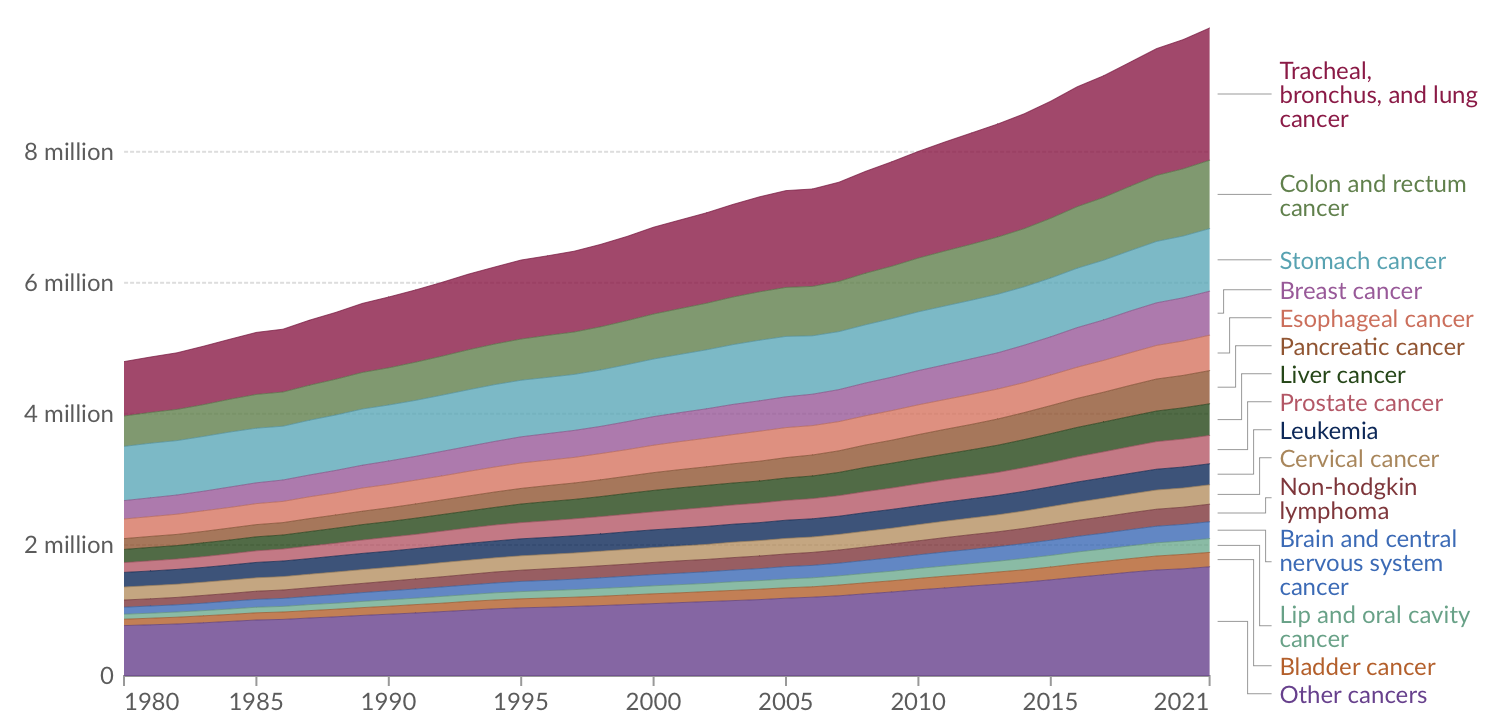 8 million
6 million
4 million
2 million
0
1980 1985 1990 1995 2000 2005 2010 2015 2021
Tracheal,
bronchus, and lung
cancer
Colon and rectum
cancer
Stomach cancer
Breast cancer
Esophageal cancer
Pancreatic cancer
Liver cancer
Prostate cancer
Leukemia
Cervical cancer
Non-hodgkin
lymphoma
Brain and central
nervous system
cancer
Lip and oral cavity
cancer
Bladder cancer
Other cancers